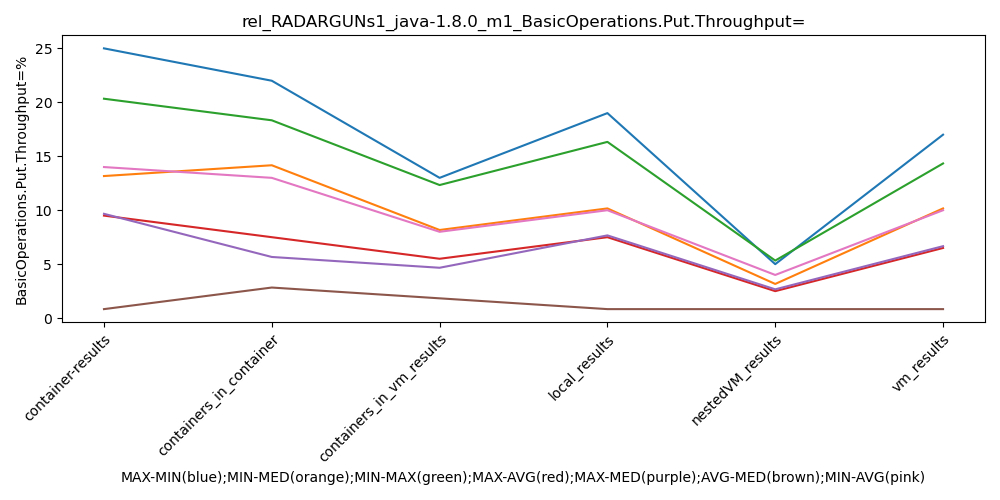 rel_RADARGUNs1_java-1.8.0_m1_BasicOperations.Put.Throughput=
BasicOperations.Put.Throughput=%
25
20
15
10
5
0
container-results
containers_in_container
containers_in_vm_results
local_results
nestedVM_results
vm_results
MAX-MIN(blue);MIN-MED(orange);MIN-MAX(green);MAX-AVG(red);MAX-MED(purple);AVG-MED(brown);MIN-AVG(pink)